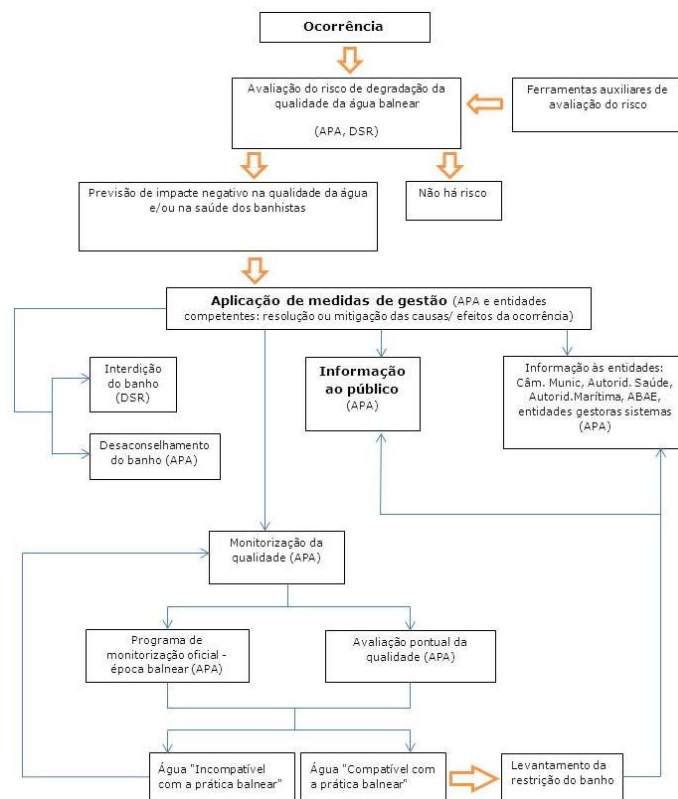 Ocorrência
Avaliação do risco de degradação da
qualidade da água balnear
(APA, DSR)
Ferramentas auxiliares de
avaliação do risco
Previsão de impacte negativo na qualidade da água
e/ou na saúde dos banhistas
Não há risco
Aplicação de medidas de gestão (APA e entidades
competentes: resolução ou mitigação das causas/ efeitos da ocorrência)
Interdição
do banho
(DSR)
Informação
ao público
(APA)
Informação às entidades:
Câm. Munic, Autorid. Saúde,
Autorid.Marítima, ABAE,
entidades gestoras sistemas
(APA)
Desaconselhamento
do banho (APA)
Monitorização da
qualidade (APA)
Programa de
monitorização oficial -
época balnear (APA)
Avaliação pontual da
qualidade (APA)
Água "Incompatível
com a prática balnear"
Água "Compatível com
a prática balnear"
Levantamento da
restrição do banho